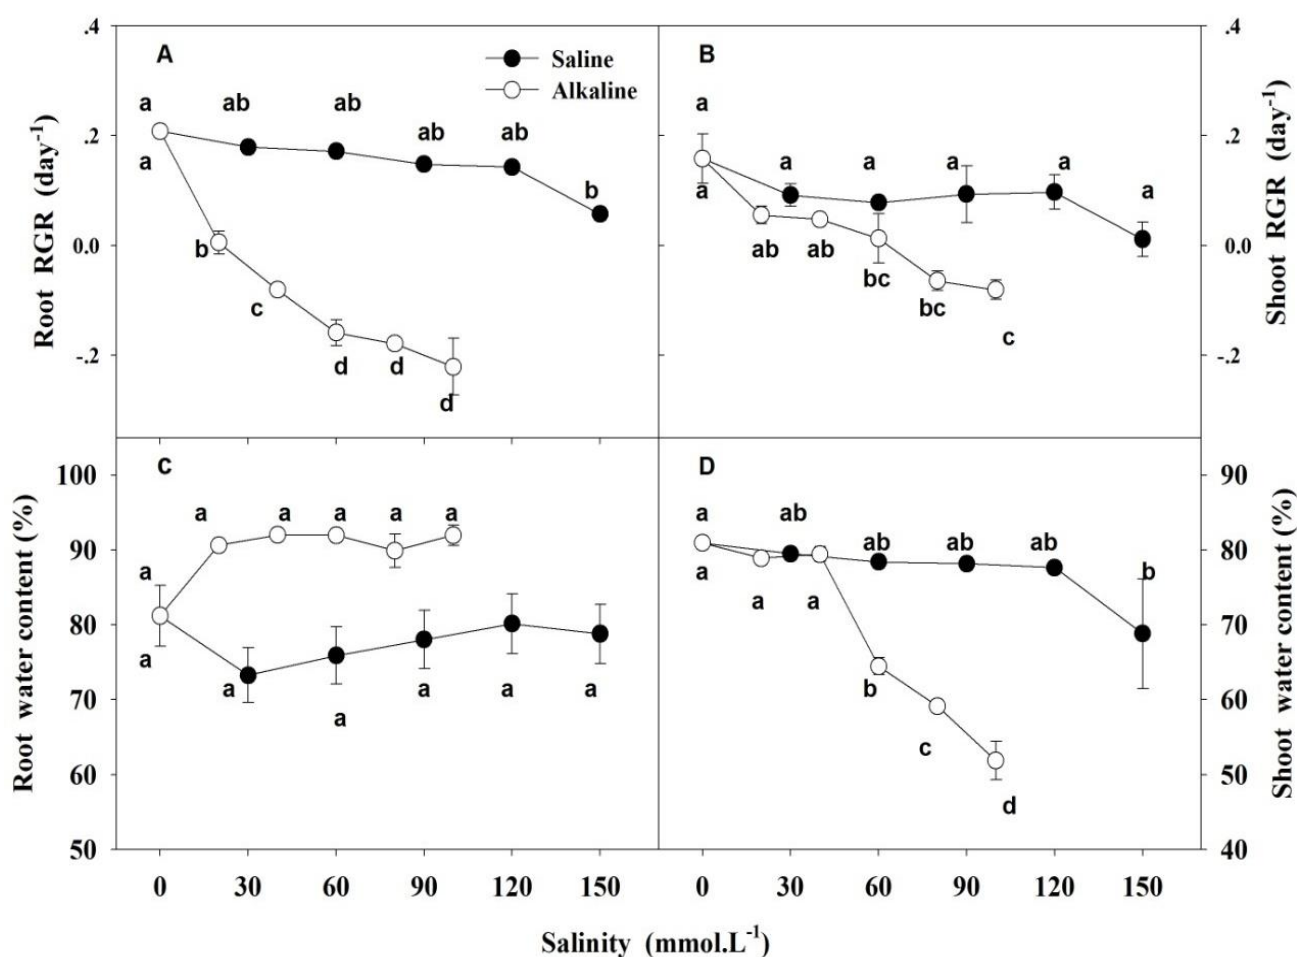 .4
A
Saline
Alkaline
a
ab
ab
ab
ab
.2
a
b
b
0.0
c
d
d
d
-.2
Root RGR (day-1)
B
.4
a
a
a
a
a
a
a
.2
ab
ab
bc
bc
c
0.0
-.2
Shoot RGR (day-1)
C
100
90
80
70
60
50
a
a
a
a
a
a
a
a
a
a
a
a
Root water content (%)
D
90
80
70
60
50
40
a
ab
ab
ab
ab
b
a
a
a
b
c
d
Shoot water content (%)
0 30 60 90 120 150
0 30 60 90 120 150
Salinity (mmol.L-1)